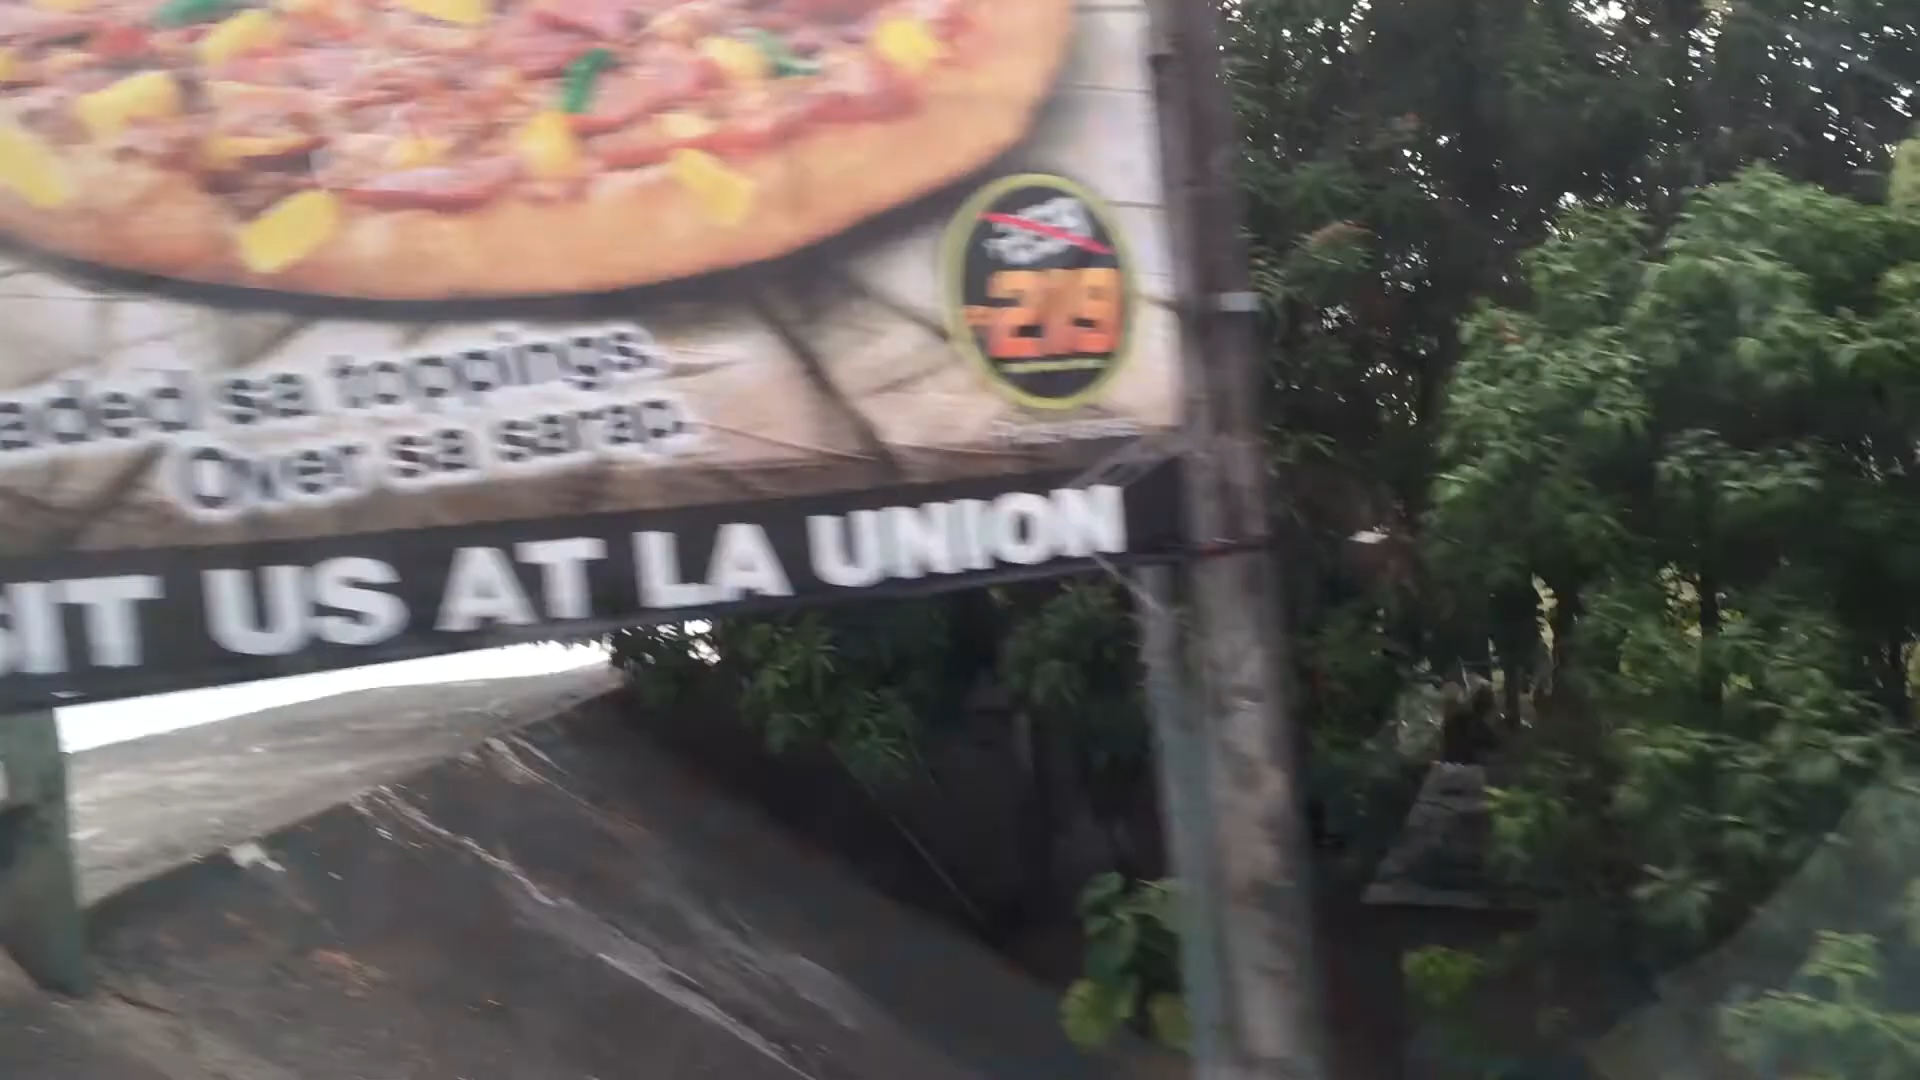 aded sa toppings.
Over sa sarap.
SIT US AT LA UNION